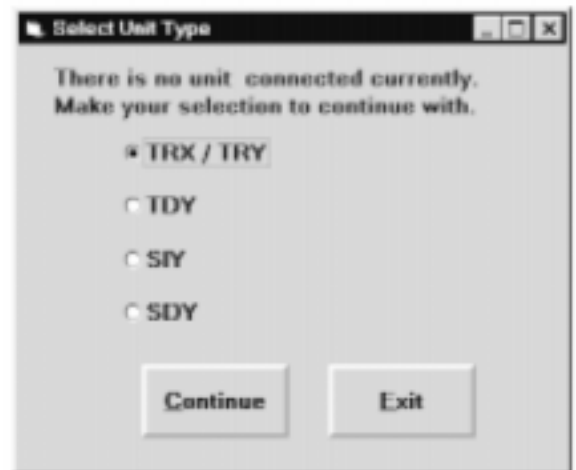 Select Unit Type
There is no unit connected currently.
Make your selection to continue with.
TRX / TRY
TDY
SIY
SDY
Continue Exit